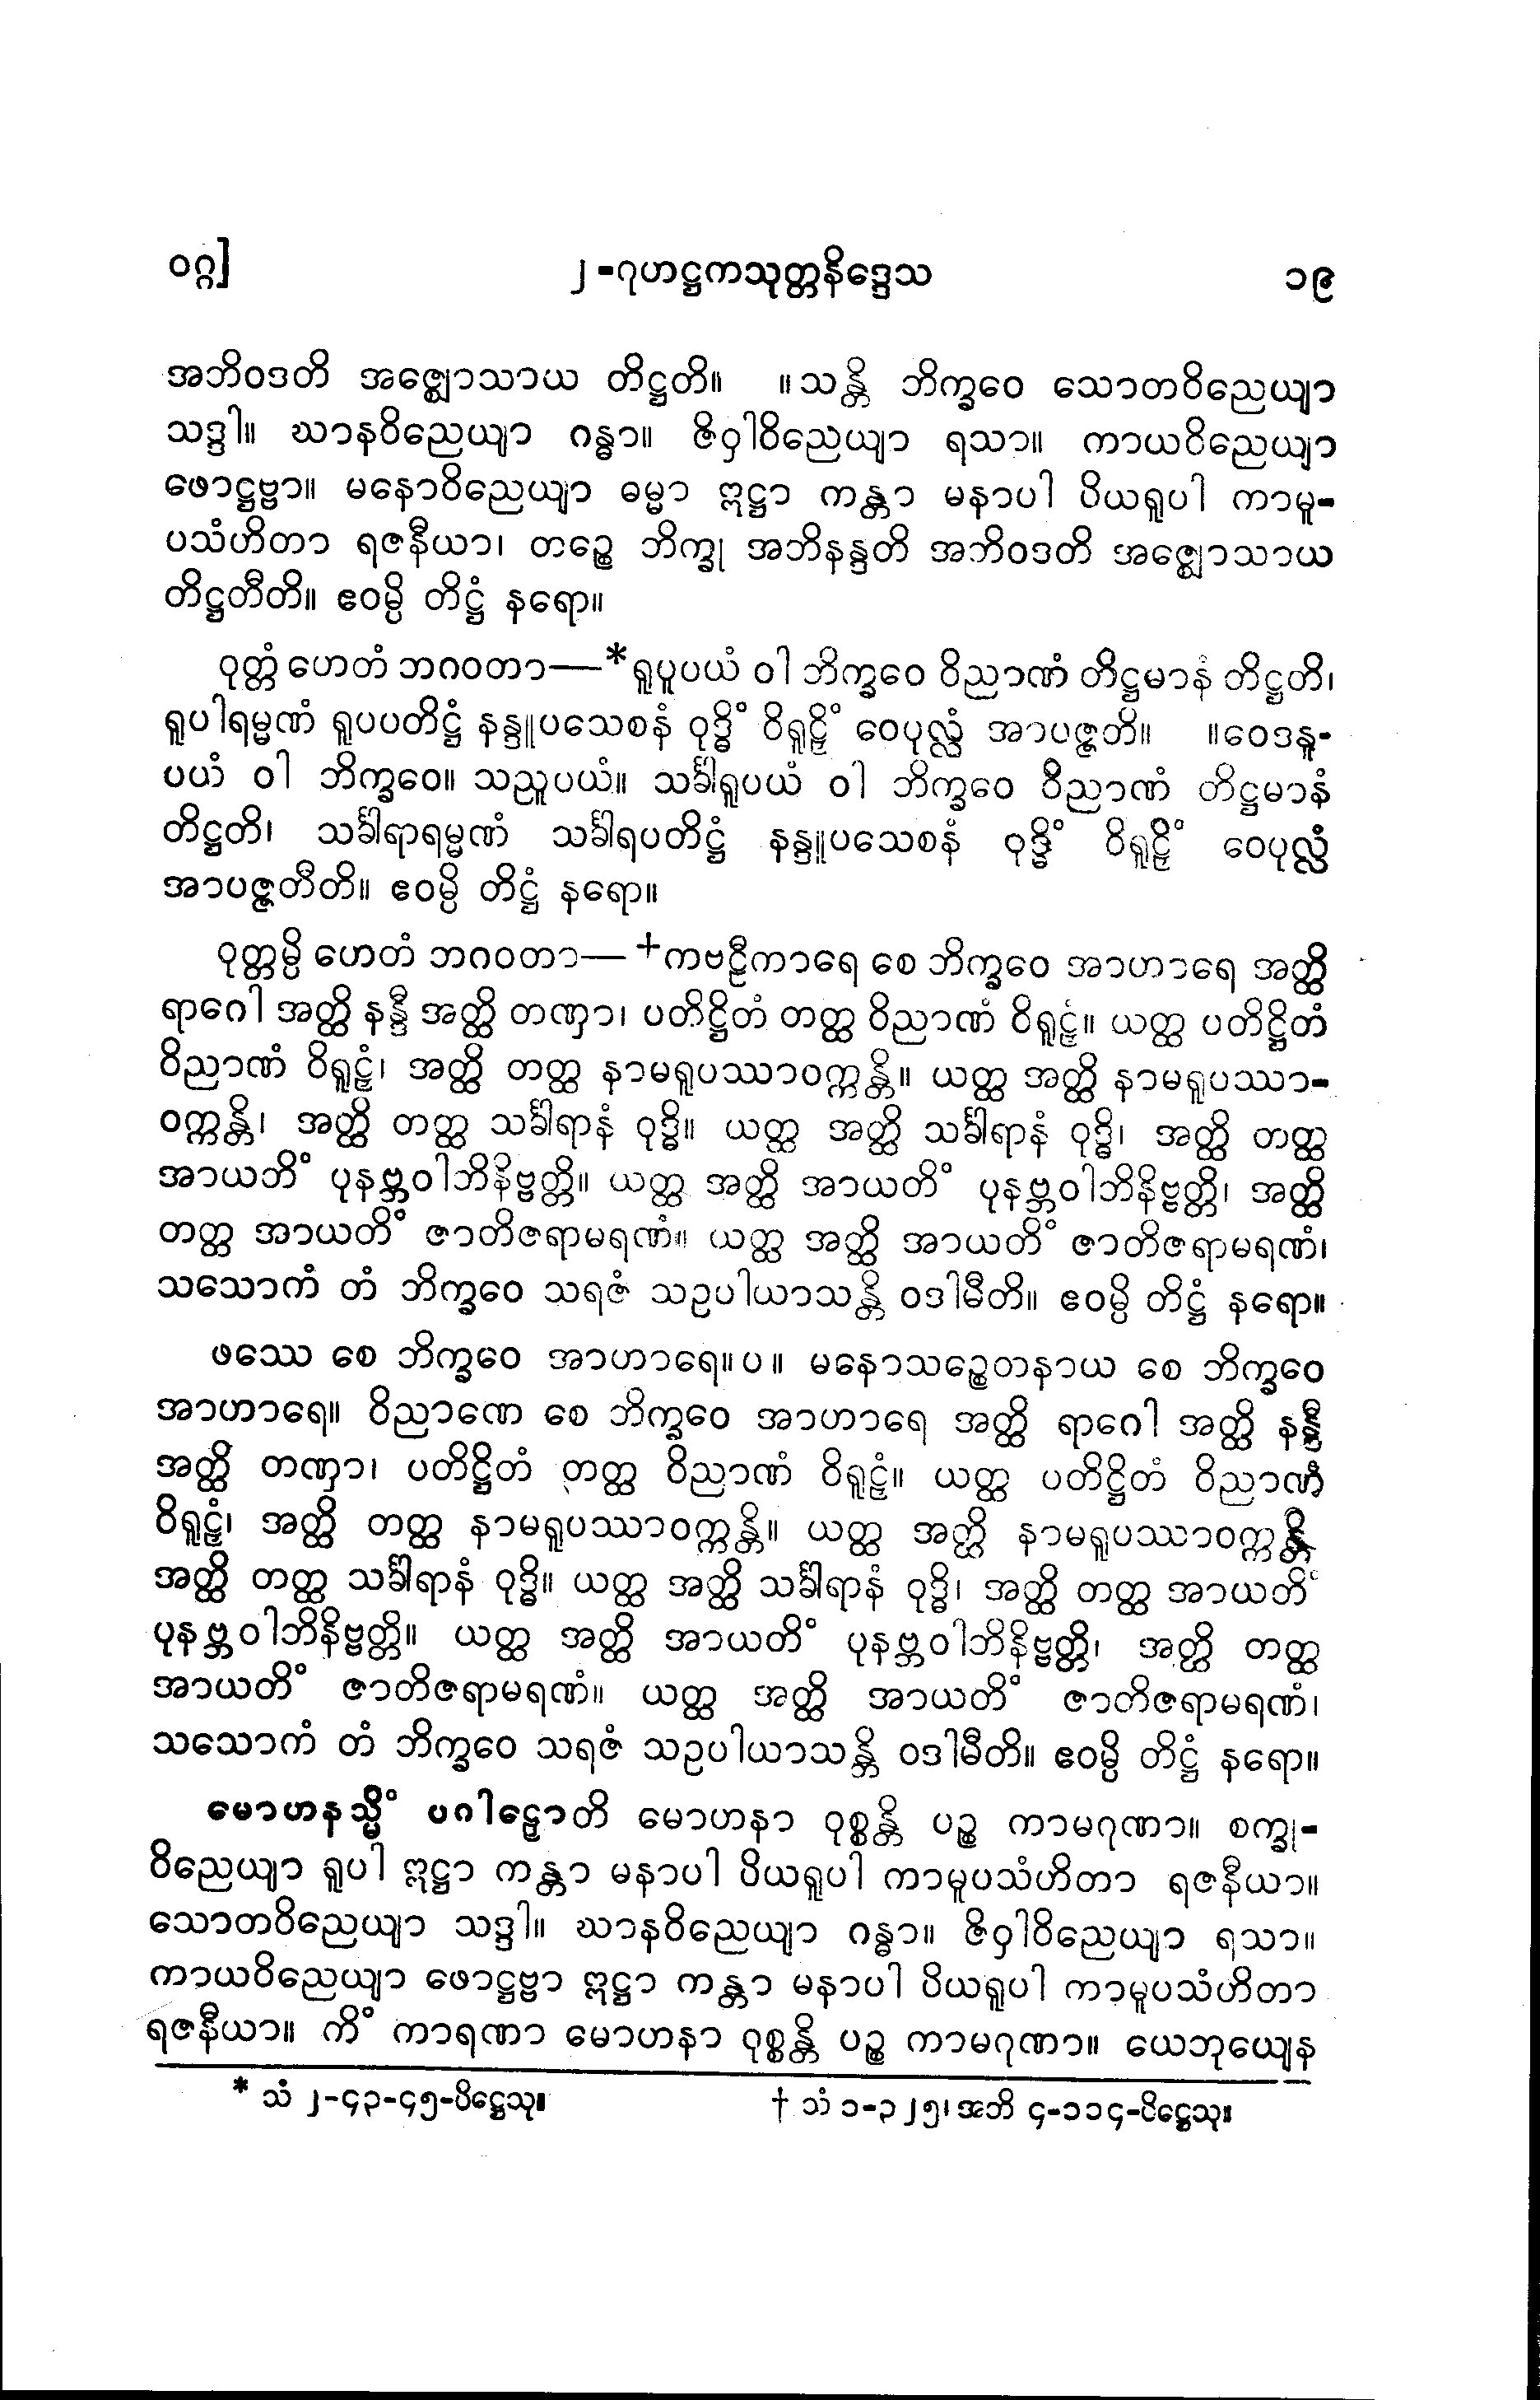 ဝဂ္ဂ] ၂-ဂုဟဋ္ဌကသုတ္တနိဒ္ဒေသ ၁၉
အဘိဝဒတိ အဇ္ဈောသာယ တိဋ္ဌတိ။ ။သန္တိ ဘိက္ခဝေ သောတဝိညေယျာ
သဒ္ဒါ။ ဃာနဝိညေယျာ ဂန္ဓာ။ ဇိဝှါဝိညေယျာ ရသာ။ ကာယဝိညေယျာ
ဖောဋ္ဌဗ္ဗာ။ မနောဝိညေယျာ ဓမ္မာ ဣဋ္ဌာ ကန္တာ မနာပါ ပိယရူပါ ကာမူ-
ပသံဟိတာ ရဇနီယာ၊ တဉ္စေ ဘိက္ခု အဘိနန္ဒတိ အဘိဝဒတိ အဇ္ဈောသာယ
တိဋ္ဌတီတိ။ ဧဝမ္ပိ တိဋ္ဌံ နရော။
ဝုတ္တံ ဟေတံ ဘဂဝတာ—*ရူပူပယံ ဝါ ဘိက္ခဝေ ဝိညာဏံ တိဋ္ဌမာနံ တိဋ္ဌတိ၊
ရူပါရမ္မဏံ ရူပပတိဋ္ဌံ နန္ဒူပသေစနံ ဝုဒ္ဓိံ ဝိရူဠှိံ ဝေပုလ္လံ အာပဇ္ဇတိ။ ။ဝေဒနူ-
ပယံ ဝါ ဘိက္ခဝေ။ သညူပယံ။ သင်္ခါရူပယံ ဝါ ဘိက္ခဝေ ဝိညာဏံ တိဋ္ဌမာနံ
တိဋ္ဌတိ၊ သင်္ခါရာရမ္မဏံ သင်္ခါရပတိဋ္ဌံ နန္ဒူပသေစနံ ဝုဒ္ဓိံ ဝိရူဠှိံ ဝေပုလ္လံ
အာပဇ္ဇတီတိ။ ဧဝမ္ပိ တိဋ္ဌံ နရော။
ဝုတ္တမ္ပိ ဟေတံ ဘဂဝတာ— +ကဗဠီကာရေ စေ ဘိက္ခဝေ အာဟာရေ အတ္ထိ
ရာဂေါ အတ္ထိ နန္ဒီ အတ္ထိ တဏှာ၊ ပတိဋ္ဌိတံ တတ္ထ ဝိညာဏံ ဝိရူဠှံ။ ယတ္ထ ပတိဋ္ဌိတံ
ဝိညာဏံ ဝိရူဠှံ၊ အတ္ထိ တတ္ထ နာမရူပဿာဝက္ကန္တိ။ ယတ္ထ အတ္ထိ နာမရူပဿာ-
ဝက္ကန္တိ၊ အတ္ထိ တတ္ထ သင်္ခါရာနံ ဝုဒ္ဓိ။ ယတ္ထ အတ္ထိ သင်္ခါရာနံ ဝုဒ္ဓိ၊ အတ္ထိ တတ္ထ
အာယတိံ ပုနဗ္ဘဝါဘိနိဗ္ဗတ္တိ။ ယတ္ထ အတ္ထိ အာယတိံ ပုနဗ္ဘဝါဘိနိဗ္ဗတ္တိ၊ အတ္ထိ
တတ္ထ အာယတိံ ဇာတိဇရာမရဏံ။ ယတ္ထ အတ္ထိ အာယတိံ ဇာတိဇရာမရဏံ၊
သသောကံ တံ ဘိက္ခဝေ သရဇံ သဥပါယာသန္တိ ဝဒါမီတိ။ ဧဝမ္ပိ တိဋ္ဌံ နရော။
ဖဿေ စေ ဘိက္ခဝေ အာဟာရေ။ပ။ မနောသဉ္စေတနာယ စေ ဘိက္ခဝေ
အာဟာရေ။ ဝိညာဏေ စေ ဘိက္ခဝေ အာဟာရေ အတ္ထိ ရာဂေါ အတ္ထိ နန္ဒီ
အတ္ထိ တဏှာ၊ ပတိဋ္ဌိတံ တတ္ထ ဝိညာဏံ ဝိရူဠှံ။ ယတ္ထ ပတိဋ္ဌိတံ ဝိညာဏံ
ဝိရူဠှံ၊ အတ္ထိ တတ္ထ နာမရူပဿာဝက္ကန္တိ။ ယတ္ထ အတ္ထိ နာမရူပဿာဝက္ကန္တိ
အတ္ထိ တတ္ထ သင်္ခါရာနံ ဝုဒ္ဓိ။ ယတ္ထ အတ္ထိ သင်္ခါရာနံ ဝုဒ္ဓိ၊ အတ္ထိ တတ္ထ အာယတိံ
ပုနဗ္ဘဝါဘိနိဗ္ဗတ္တိ။ ယတ္ထ အတ္ထိ အာယတိံ ပုနဗ္ဘဝါဘိနိဗ္ဗတ္တိ၊ အတ္ထိ တတ္ထ
အာယတိံ ဇာတိဇရာမရဏံ။ ယတ္ထ အတ္ထိ အာယတိံ ဇာတိဇရာမရဏံ၊
သသောကံ တံ ဘိက္ခဝေ သရဇံ သဥပါယာသန္တိ ဝဒါမီတိ။ ဧဝမ္ပိ တိဋ္ဌံ နရော။
မောဟနသ္မိံ ပဂါဠှောတိ မောဟနာ ဝုစ္စန္တိ ပဉ္စ ကာမဂုဏာ။ စက္ခု-
ဝိညေယျာ ရူပါ ဣဋ္ဌာ ကန္တာ မနာပါ ပိယရူပါ ကာမူပသံဟိတာ ရဇနီယာ။
သောတဝိညေယျာ သဒ္ဒါ။ ဃာနဝိညေယျာ ဂန္ဓာ။ ဇိဝှါဝိညေယျာ ရသာ။
ကာယဝိညေယျာ ဖောဋ္ဌဗ္ဗာ ဣဋ္ဌာ ကန္တာ မနာပါ ပိယရူပါ ကာမူပသံဟိတာ
ရဇနီယာ။ ကိံ ကာရဏာ မောဟနာ ဝုစ္စန္တိ ပဉ္စ ကာမဂုဏာ။ ယေဘုယျေန
* သံ ၂-၄၃-၄၅-ပိဋ္ဌေသု။ † သံ ၁-၃၂၅၊ အဘိ ၄-၁၁၄-ပိဋ္ဌေသု။